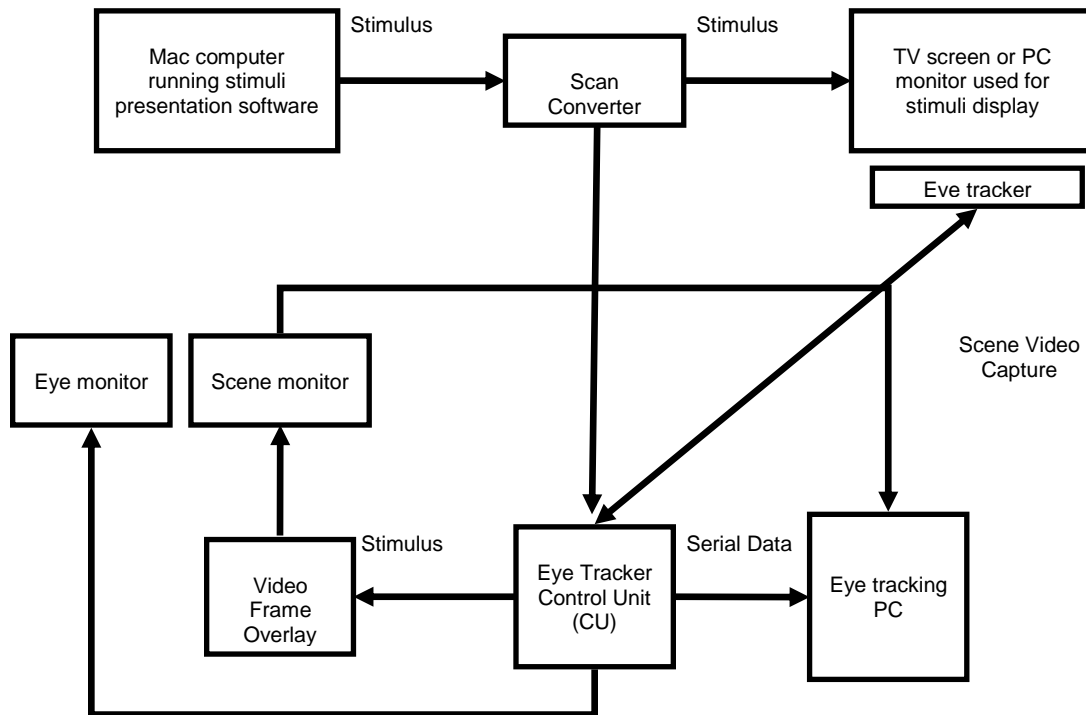 Stimulus
Stimulus
Mac computer
running stimuli
presentation software
Scan
Converter
TV screen or PC
monitor used for
stimuli display
Eye tracker
Scene Video
Capture
Eye monitor
Scene monitor
Stimulus
Serial Data
Video
Frame
Overlay
Eye Tracker
Control Unit
(CU)
Eye tracking
PC